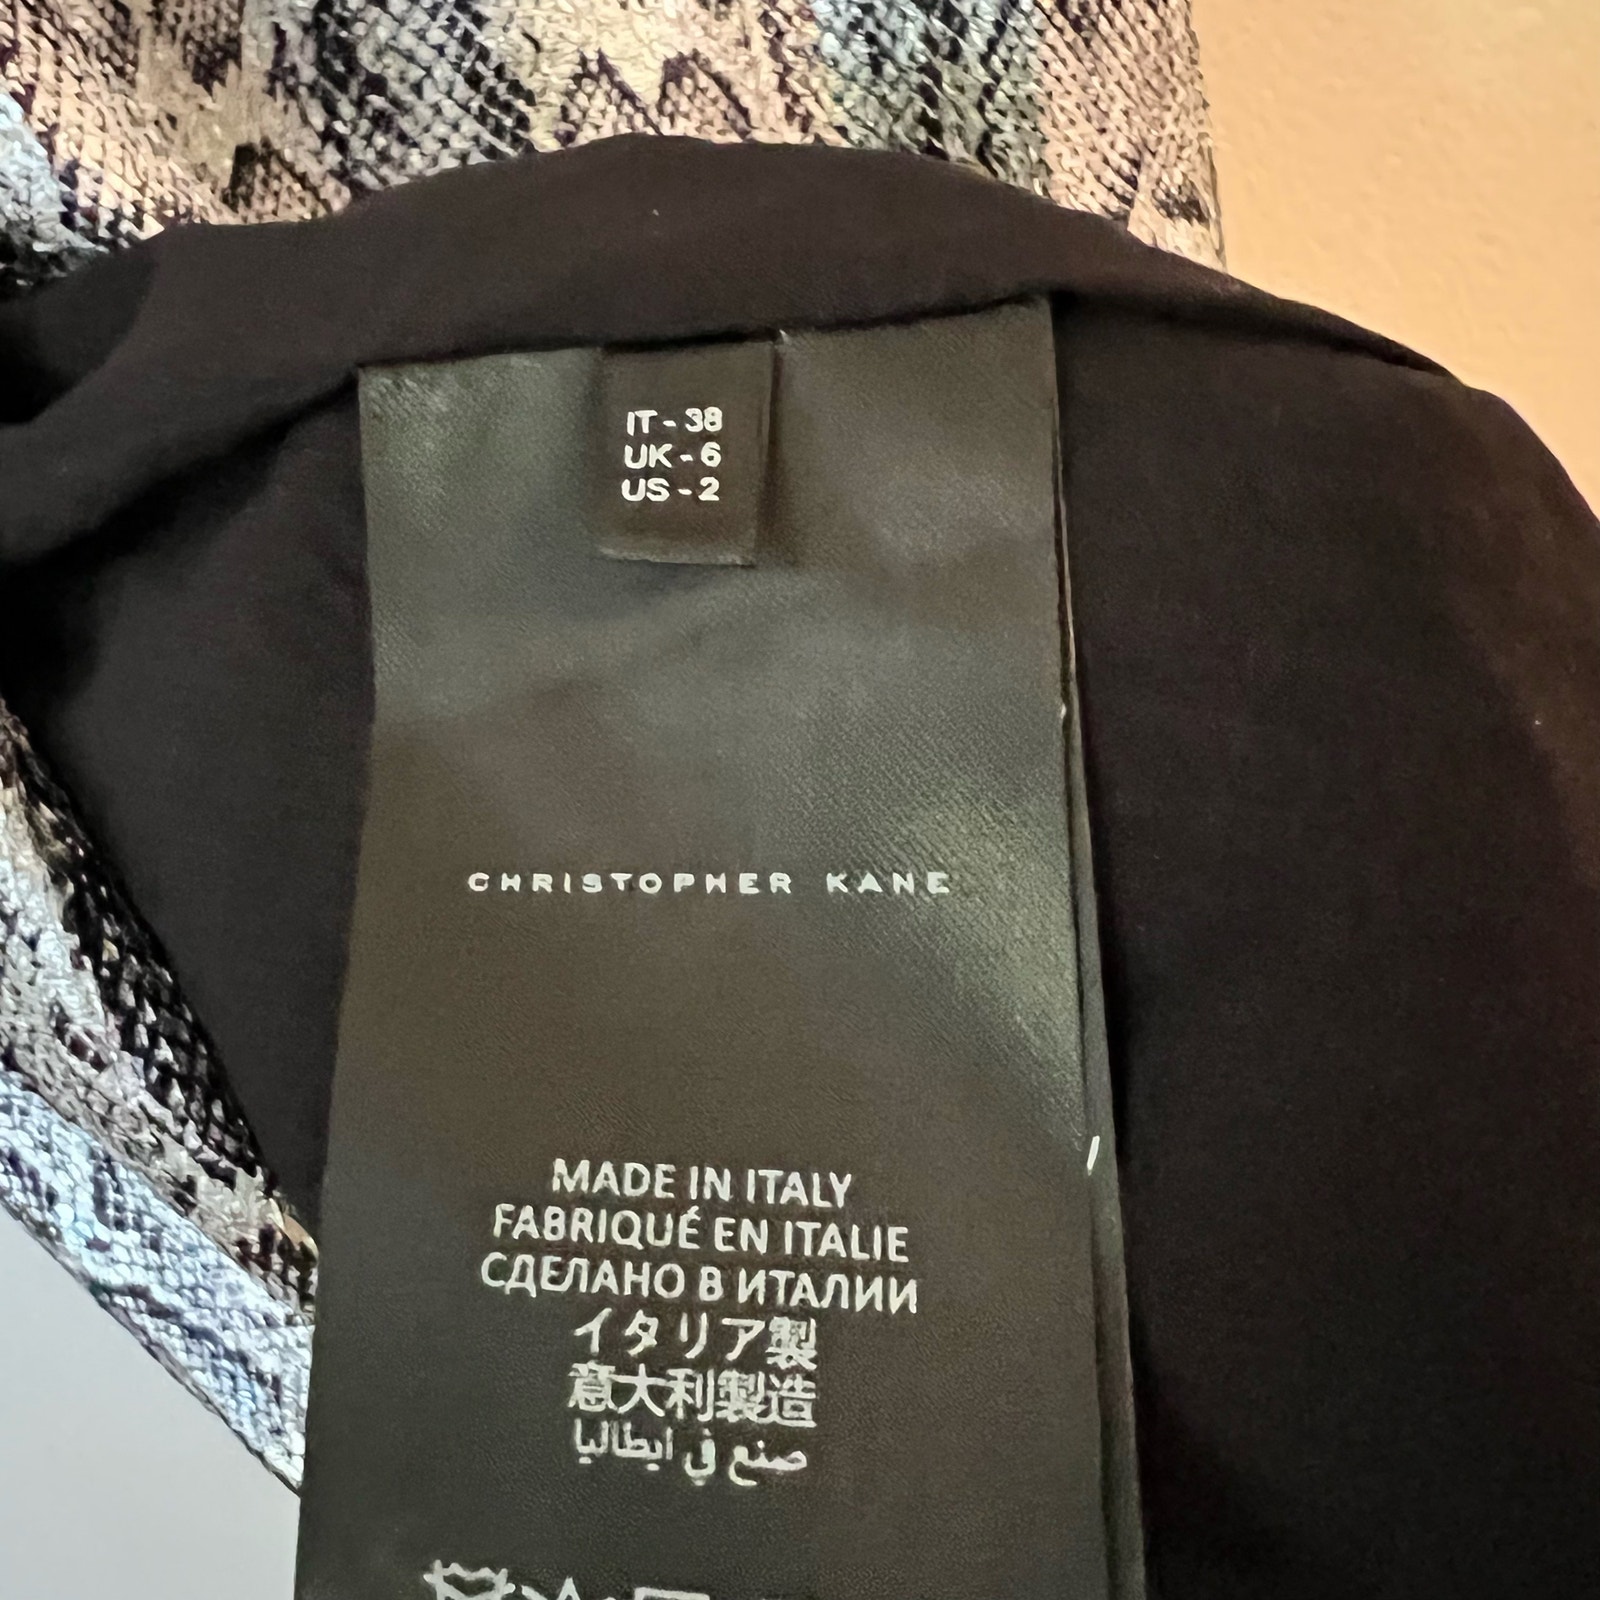 IT - 38
UK - 6
US - 2
CHRISTOPHER KANE
MADE IN ITALY
FABRIQUÉ EN ITALIE
СДЕЛАНО В ИТАЛИИ
イタリア製
意大利製造
صنع في ايطاليا